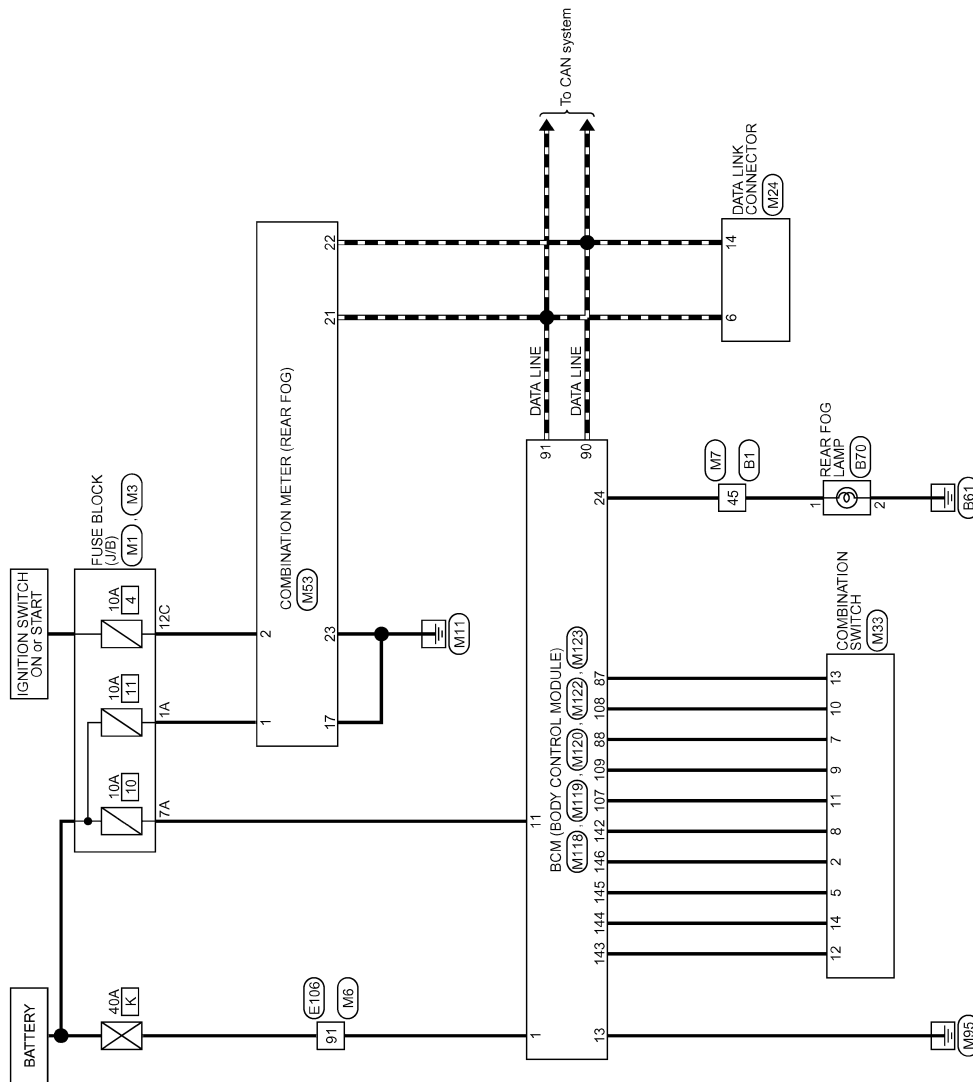 BATTERY
IGNITION SWITCH
ON or START
40A
K
10A
10
10A
11
10A
4
FUSE BLOCK
(J/B)
M1 , M3
7A
1A
12C
E106
91
M6
1
2
COMBINATION METER (REAR FOG)
M53
17
23
21
22
M11
To CAN system
DATA LINE
DATA LINE
1
11
91
90
BCM (BODY CONTROL MODULE)
M118 , M119 , M120 , M122 , M123
13
143
144
145
146
142
107
109
88
108
87
24
12
14
5
2
8
11
9
7
10
13
COMBINATION
SWITCH
M33
M7
45
B1
REAR FOG
LAMP
B70
1
2
B61
6
14
DATA LINK
CONNECTOR
M24
M95